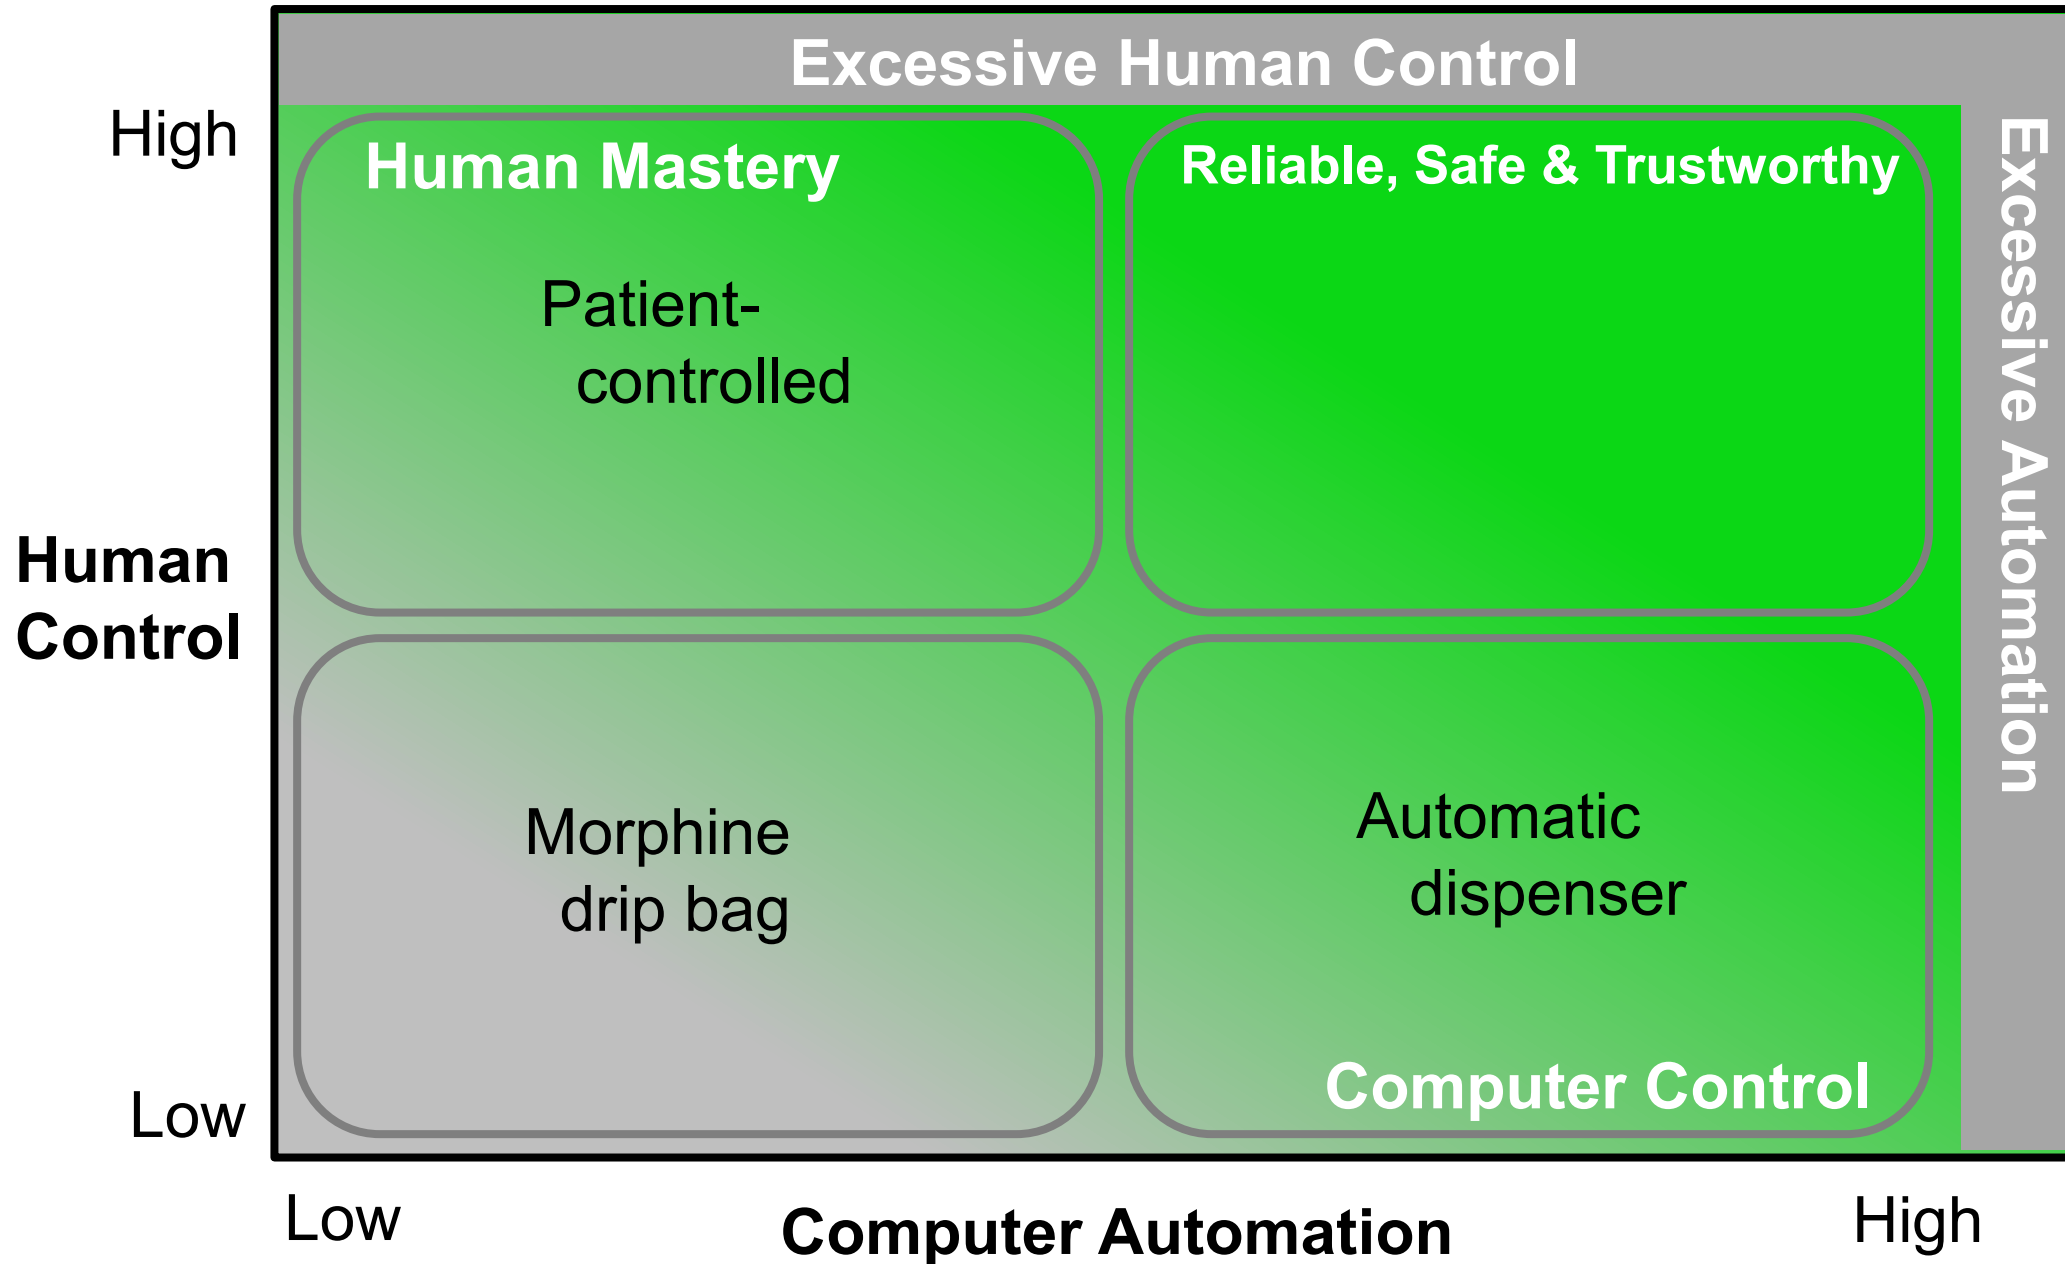 Excessive Human Control
High
Human Mastery
Reliable, Safe & Trustworthy
Excessive Automation
Patient-
controlled
Human
Control
Morphine
drip bag
Automatic
dispenser
Computer Control
Low
Low
Computer Automation
High